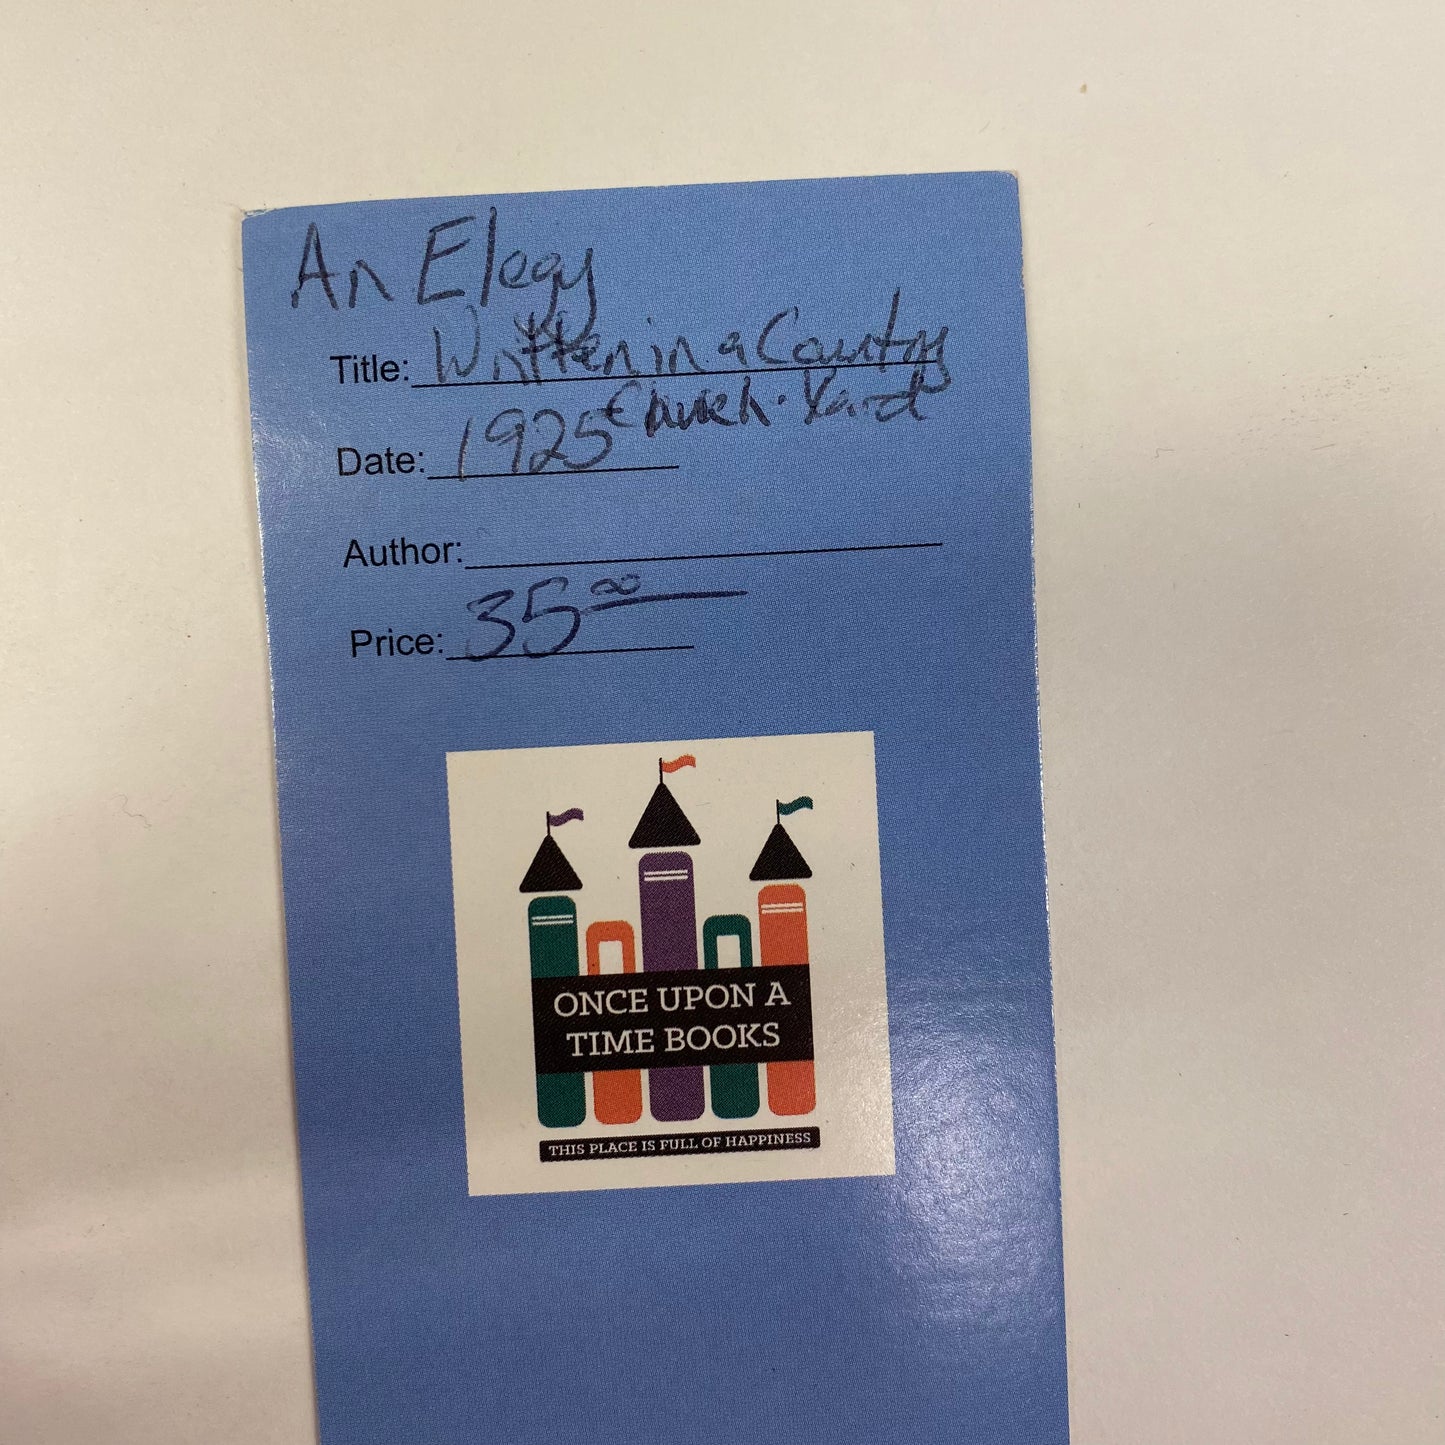 An Elegy
Title: Written in a Country
Church-Yard
Date: 1925
Author:
Price: 35.00
ONCE UPON A
TIME BOOKS
THIS PLACE IS FULL OF HAPPINESS